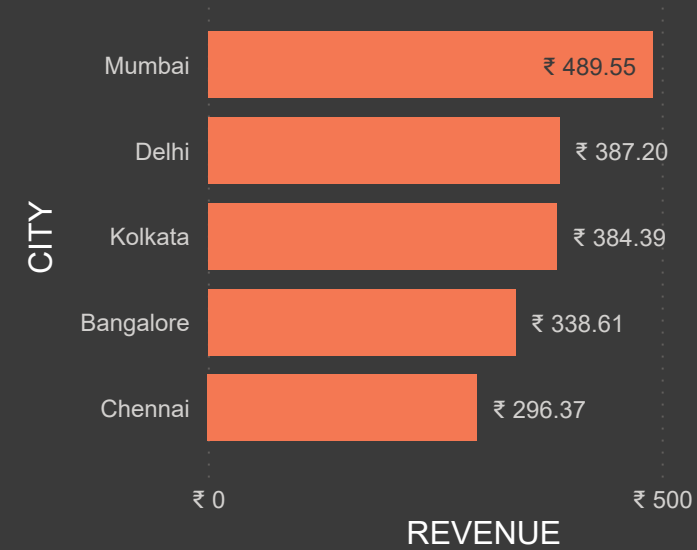 CITY
Mumbai ₹ 489.55
Delhi ₹ 387.20
Kolkata ₹ 384.39
Bangalore ₹ 338.61
Chennai ₹ 296.37
₹ 0 ₹ 500
REVENUE